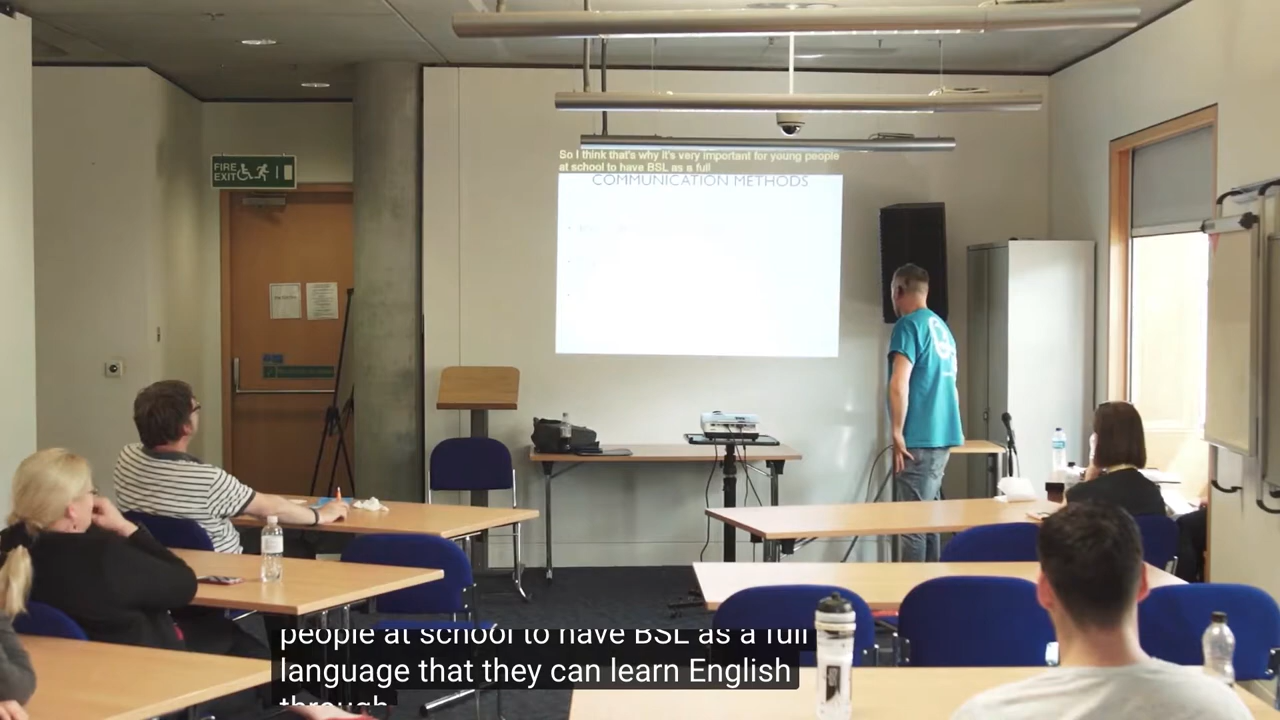 So I think that's why it's very important for young people
at school to have BSL as a full
COMMUNICATION METHODS
FIRE
EXIT
people at school to have BSL as a full
language that they can learn English
through